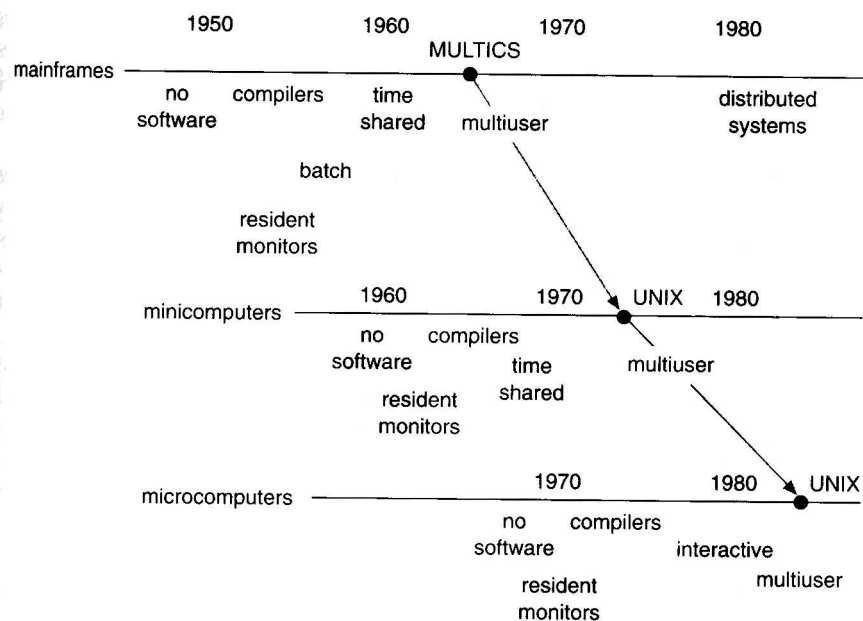 1950 1960 1970 1980
MULTICS
mainframes
no compilers time distributed
software shared multiuser systems
batch
resident
monitors
1960 1970 UNIX 1980
minicomputers
no compilers
software time multiuser
resident shared
monitors
1970 1980 UNIX
microcomputers
no compilers
software interactive
resident multiuser
monitors